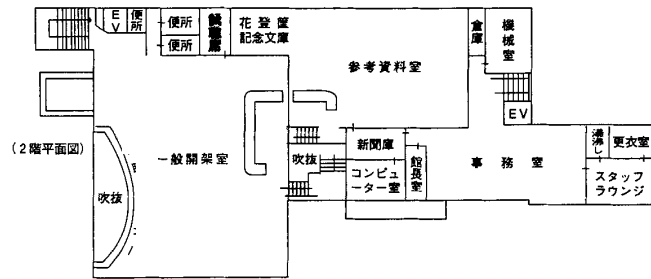 EV
便所
便所
便所
花登筐
記念文庫
倉庫
機械室
参考資料室
EV
(2階平面図)
一般開架室
吹抜
吹抜
新聞庫
コンピュ
ーター室
館長室
事務室
湯沸し
更衣室
スタッフ
ラウンジ